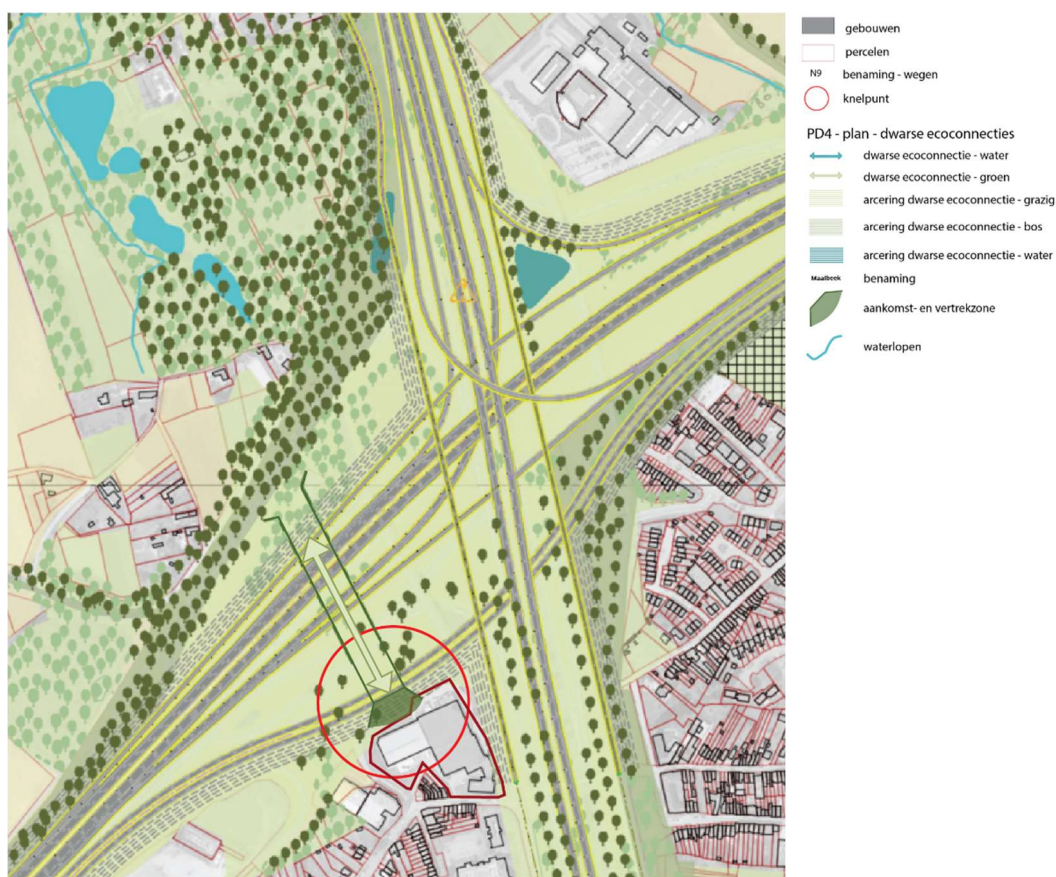 gebouwen
percelen
N9 benaming - wegen
knelpunt
PD4 - plan - dwarse ecoconnecties
dwarse ecoconnectie - water
dwarse ecoconnectie - groen
arcering dwarse ecoconnectie - grazig
arcering dwarse ecoconnectie - bos
arcering dwarse ecoconnectie - water
Maalbeek benaming
aankomst- en vertrekzone
waterlopen